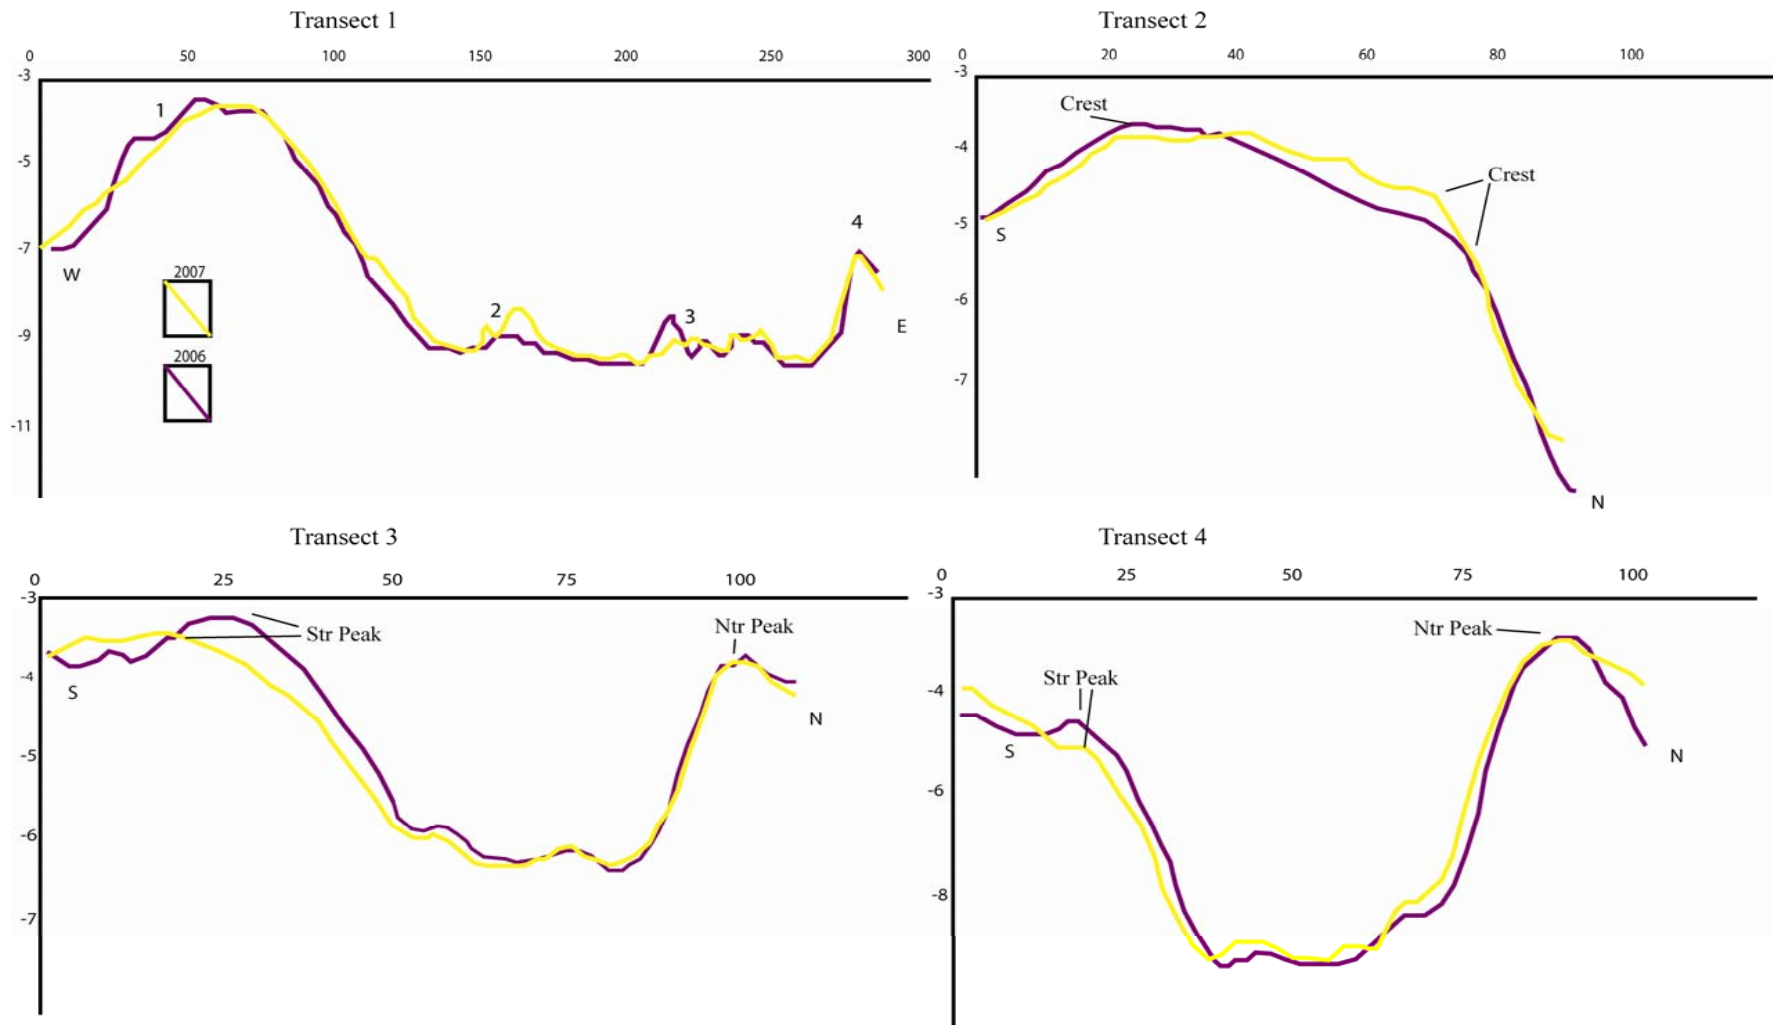 Transect 1
0 50 100 150 200 250 300
-3
1
-5
4
-7
W
2007
2 3
E
-9
2006
-11
Transect 2
0 20 40 60 80 100
-3
Crest
-4
Crest
-5
S
-6
-7
N
Transect 3
0 25 50 75 100
-3
Str Peak
Ntr Peak
-4
S
N
-5
-6
-7
Transect 4
0 25 50 75 100
-3
Ntr Peak
Str Peak
-4
S
N
-6
-8